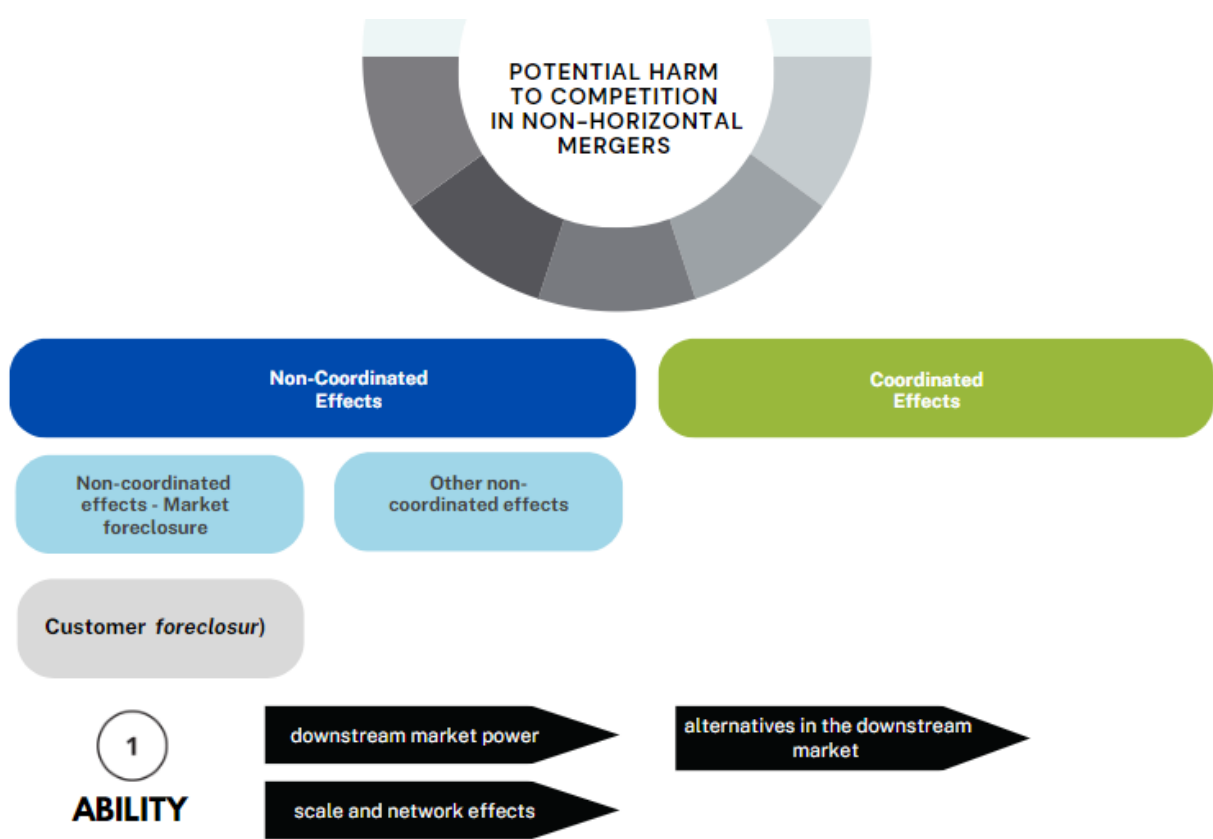 POTENTIAL HARM
TO COMPETITION
IN NON-HORIZONTAL
MERGERS
Non-Coordinated
Effects
Coordinated
Effects
Non-coordinated
effects - Market
foreclosure
Other non-
coordinated effects
Customer foreclosur)
1
ABILITY
downstream market power
alternatives in the downstream
market
scale and network effects